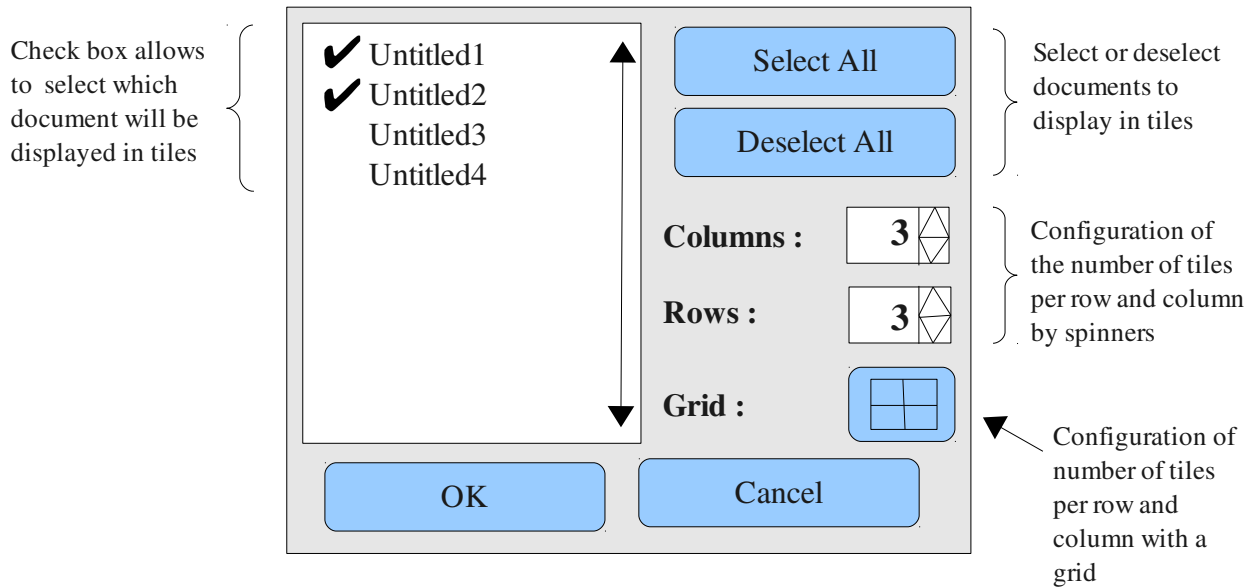 Check box allows
to select which
document will be
displayed in tiles
✔ Untitled1
✔ Untitled2
Untitled3
Untitled4
Select All
Deselect All
Select or deselect
documents to
display in tiles
Columns : 3
Rows : 3
Configuration of
the number of tiles
per row and column
by spinners
Grid :
Configuration of
number of tiles
per row and
column with a
grid
OK
Cancel